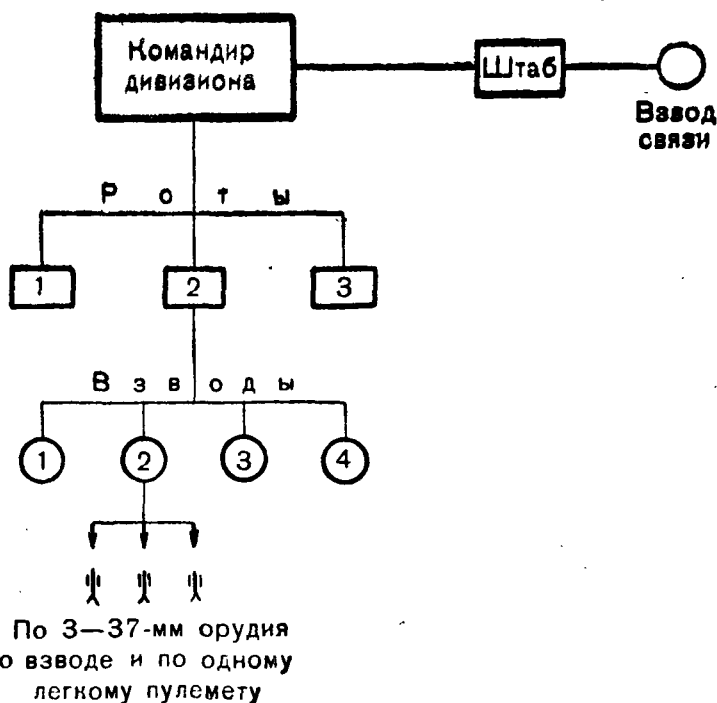 Командир
дивизиона
Штаб
Взвод
связи
Роты
1 2 3
Взводы
1 2 3 4
По 3—37-мм орудия
взводе и по одному
легкому пулемету